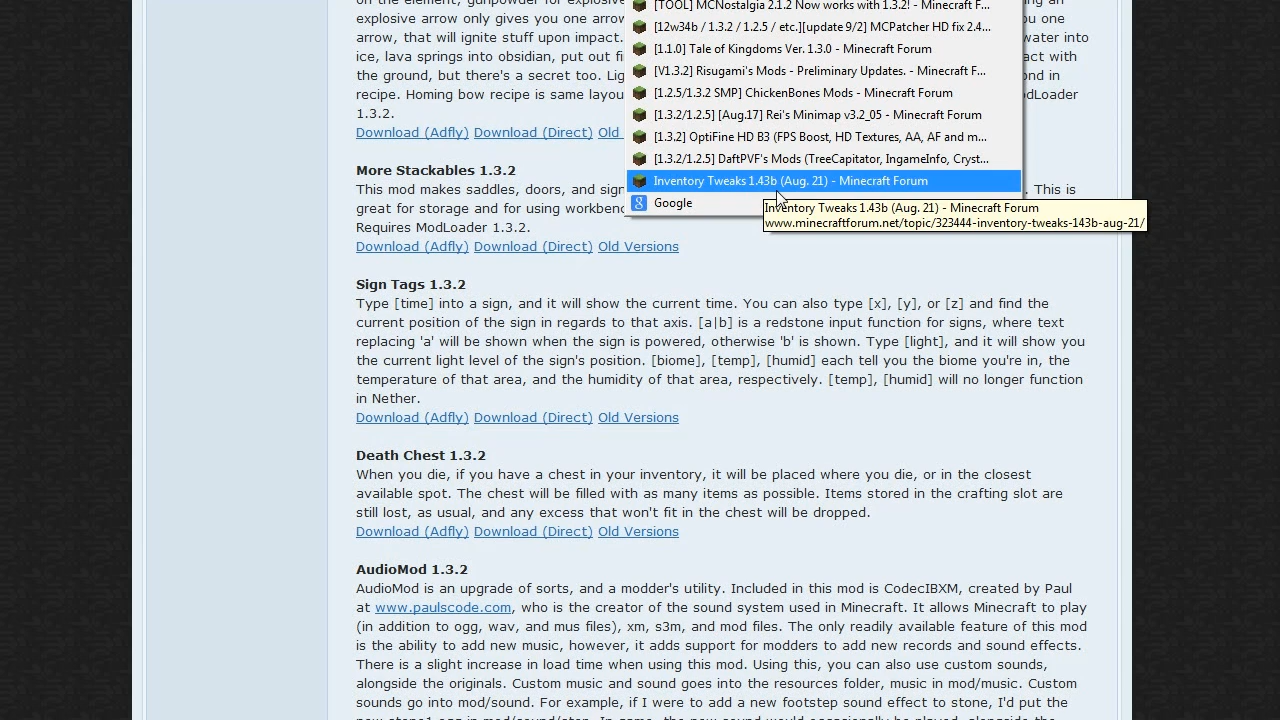 on the element, gunpowder for explosive
explosive arrow only gives you one arrow
arrow, that will ignite stuff upon impact.
ice, lava springs into obsidian, put out fi
the ground, but there's a secret too. Lig
recipe. Homing bow recipe is same layou
1.3.2.
Download (Adfly) Download (Direct) Old
ing an
ou one
water into
act with
ond in
dLoader
[TOOL] MCNostalgia 2.1.2 Now works with 1.3.2! - Minecraft F...
[12w34b / 1.3.2 / 1.2.5 / etc.][update 9/2] MCPatcher HD fix 2.4...
[1.1.0] Tale of Kingdoms Ver. 1.3.0 - Minecraft Forum
[V1.3.2] Risugami's Mods - Preliminary Updates. - Minecraft F...
[1.2.5/1.3.2 SMP] ChickenBones Mods - Minecraft Forum
[1.3.2/1.2.5] [Aug.17] Rei's Minimap v3.2_05 - Minecraft Forum
[1.3.2] OptiFine HD B3 (FPS Boost, HD Textures, AA, AF and m...
[1.3.2/1.2.5] DaftPVF's Mods (TreeCapitator, IngameInfo, Cryst...
Inventory Tweaks 1.43b (Aug. 21) - Minecraft Forum
Google
Inventory Tweaks 1.43b (Aug. 21) - Minecraft Forum
www.minecraftforum.net/topic/323444-inventory-tweaks-143b-aug-21/
More Stackables 1.3.2
This mod makes saddles, doors, and sign . This is
great for storage and for using workbenc
Requires ModLoader 1.3.2.
Download (Adfly) Download (Direct) Old Versions
Sign Tags 1.3.2
Type [time] into a sign, and it will show the current time. You can also type [x], [y], or [z] and find the
current position of the sign in regards to that axis. [a|b] is a redstone input function for signs, where text
replacing 'a' will be shown when the sign is powered, otherwise 'b' is shown. Type [light], and it will show you
the current light level of the sign's position. [biome], [temp], [humid] each tell you the biome you're in, the
temperature of that area, and the humidity of that area, respectively. [temp], [humid] will no longer function
in Nether.
Download (Adfly) Download (Direct) Old Versions
Death Chest 1.3.2
When you die, if you have a chest in your inventory, it will be placed where you die, or in the closest
available spot. The chest will be filled with as many items as possible. Items stored in the crafting slot are
still lost, as usual, and any excess that won't fit in the chest will be dropped.
Download (Adfly) Download (Direct) Old Versions
AudioMod 1.3.2
AudioMod is an upgrade of sorts, and a modder's utility. Included in this mod is CodecIBXM, created by Paul
at www.paulscode.com, who is the creator of the sound system used in Minecraft. It allows Minecraft to play
(in addition to ogg, wav, and mus files), xm, s3m, and mod files. The only readily available feature of this mod
is the ability to add new music, however, it adds support for modders to add new records and sound effects.
There is a slight increase in load time when using this mod. Using this, you can also use custom sounds,
alongside the originals. Custom music and sound goes into the resources folder, music in mod/music. Custom
sounds go into mod/sound. For example, if I were to add a new footstep sound effect to stone, I'd put the